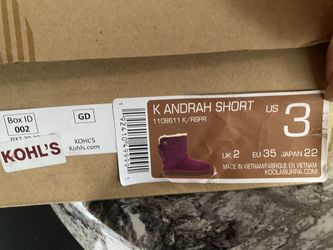 Box ID
002
GD
KOHL'S
Kohls.com
KOHL'S
K ANDRAH SHORT
1108611 K/RSPR
US 3
UK 2 EU 35 JAPAN 22
MADE IN VIETNAM/FABRIQUE EN VIETNAM
KOOLABURRA.COM